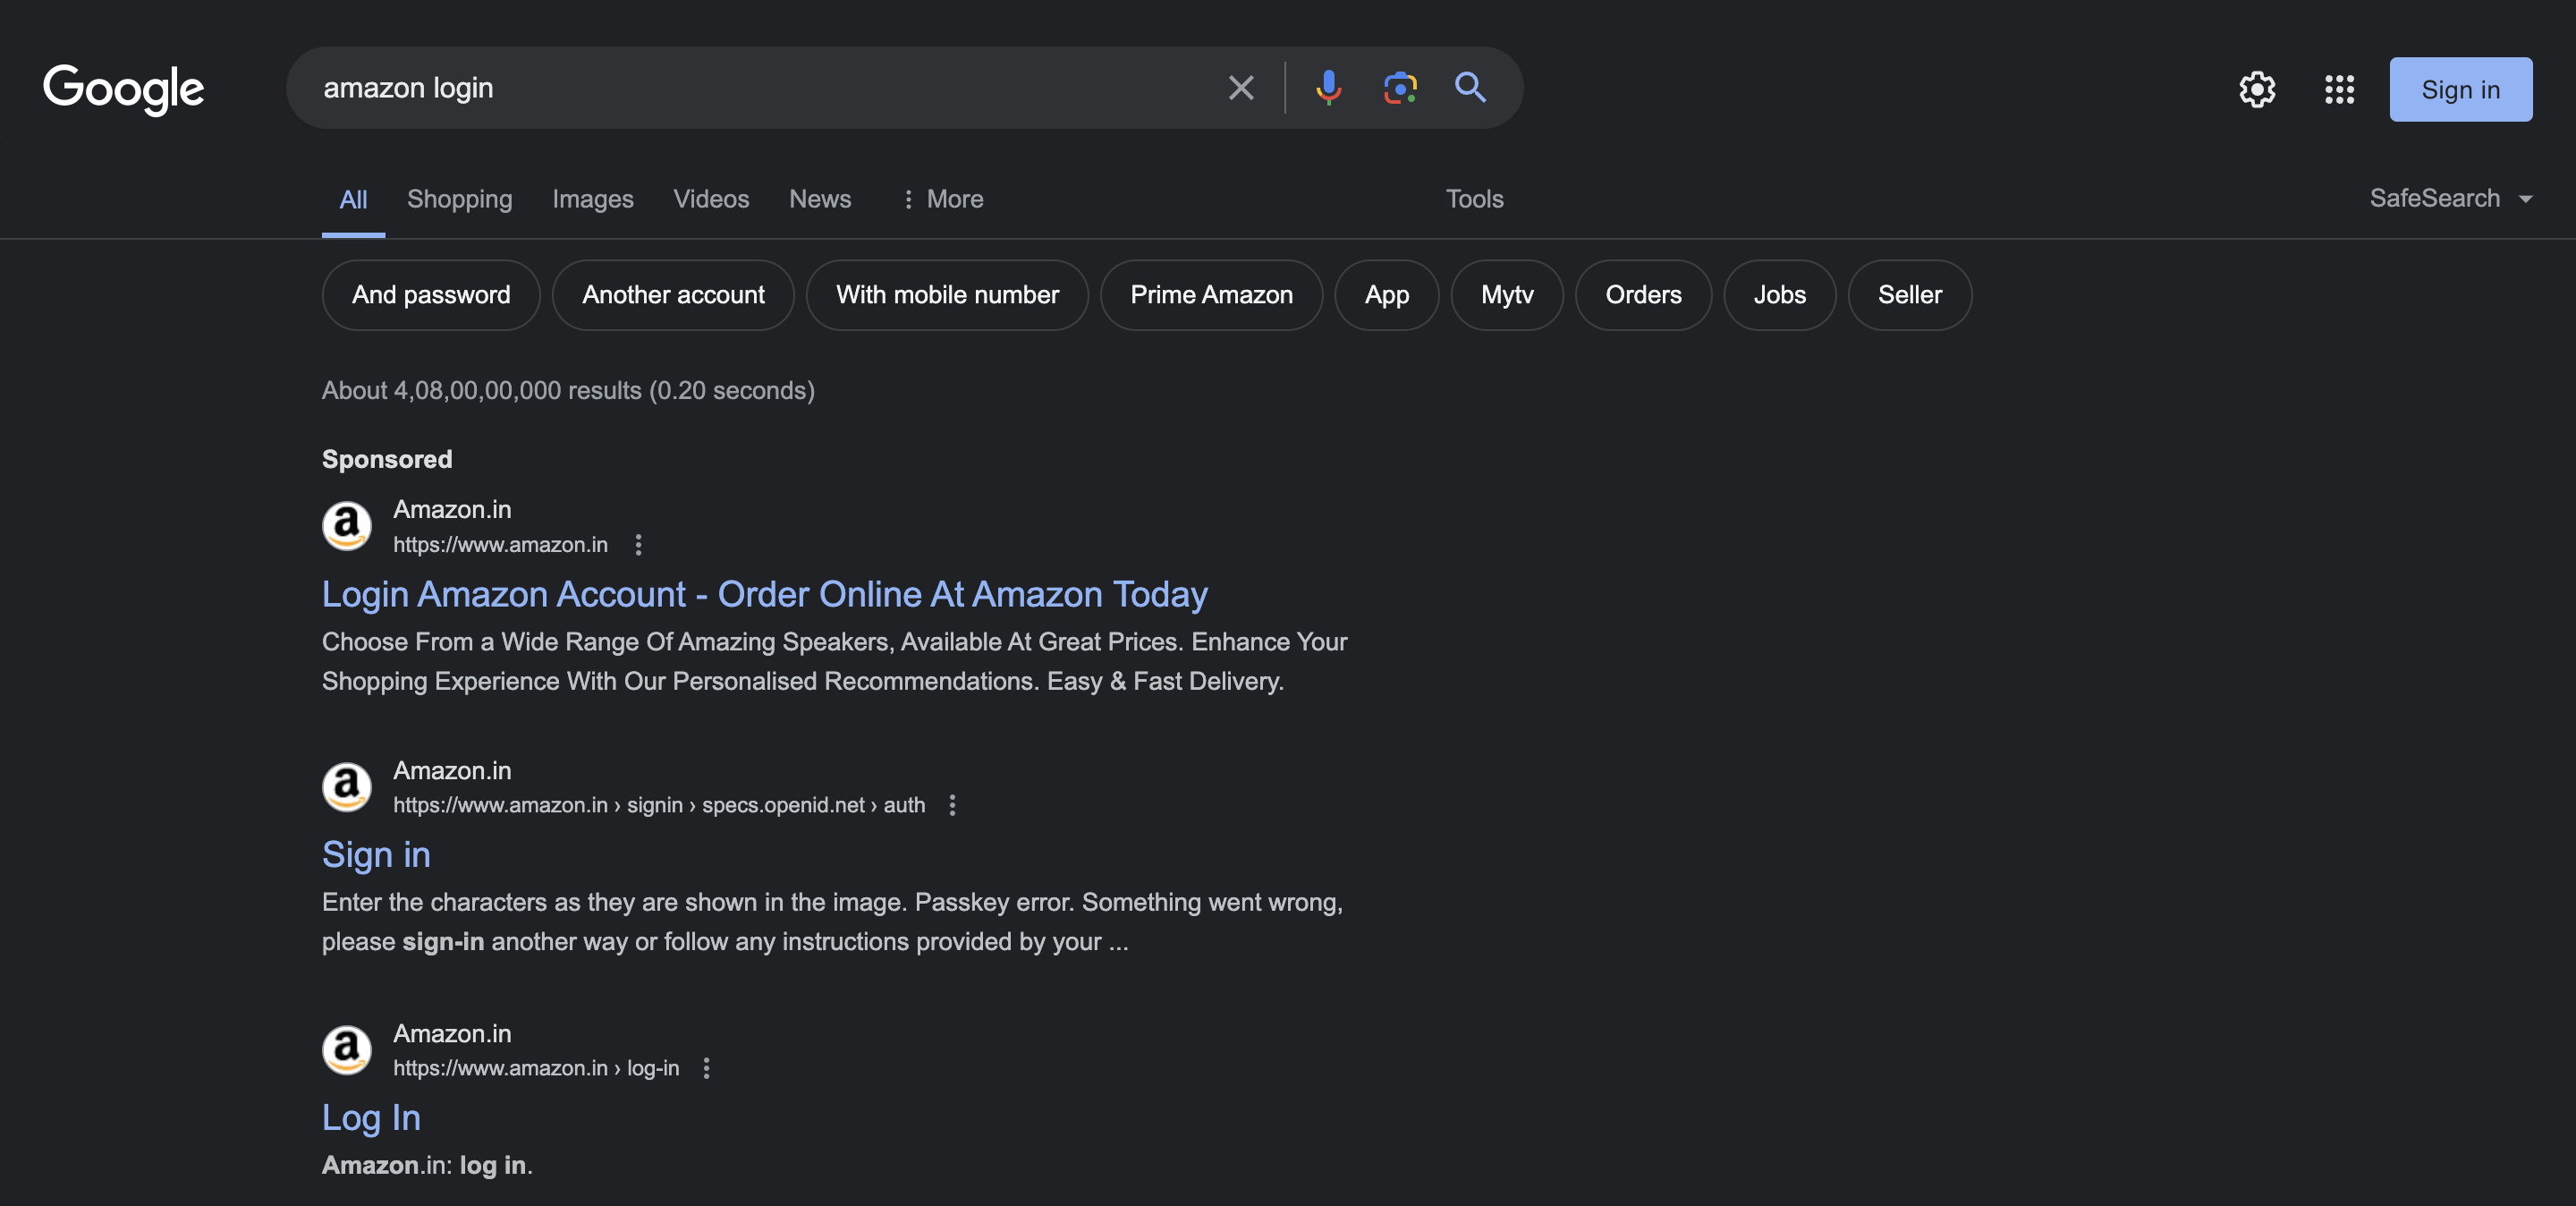 Google
amazon login
Sign in
All Shopping Images Videos News More Tools SafeSearch
And password Another account With mobile number Prime Amazon App Mytv Orders Jobs Seller
About 4,08,00,00,000 results (0.20 seconds)
Sponsored
a
Amazon.in
https://www.amazon.in
Login Amazon Account - Order Online At Amazon Today
Choose From a Wide Range Of Amazing Speakers, Available At Great Prices. Enhance Your
Shopping Experience With Our Personalised Recommendations. Easy & Fast Delivery.
a
Amazon.in
https://www.amazon.in › signin › specs.openid.net › auth
Sign in
Enter the characters as they are shown in the image. Passkey error. Something went wrong,
please sign-in another way or follow any instructions provided by your ...
a
Amazon.in
https://www.amazon.in › log-in
Log In
Amazon.in: log in.